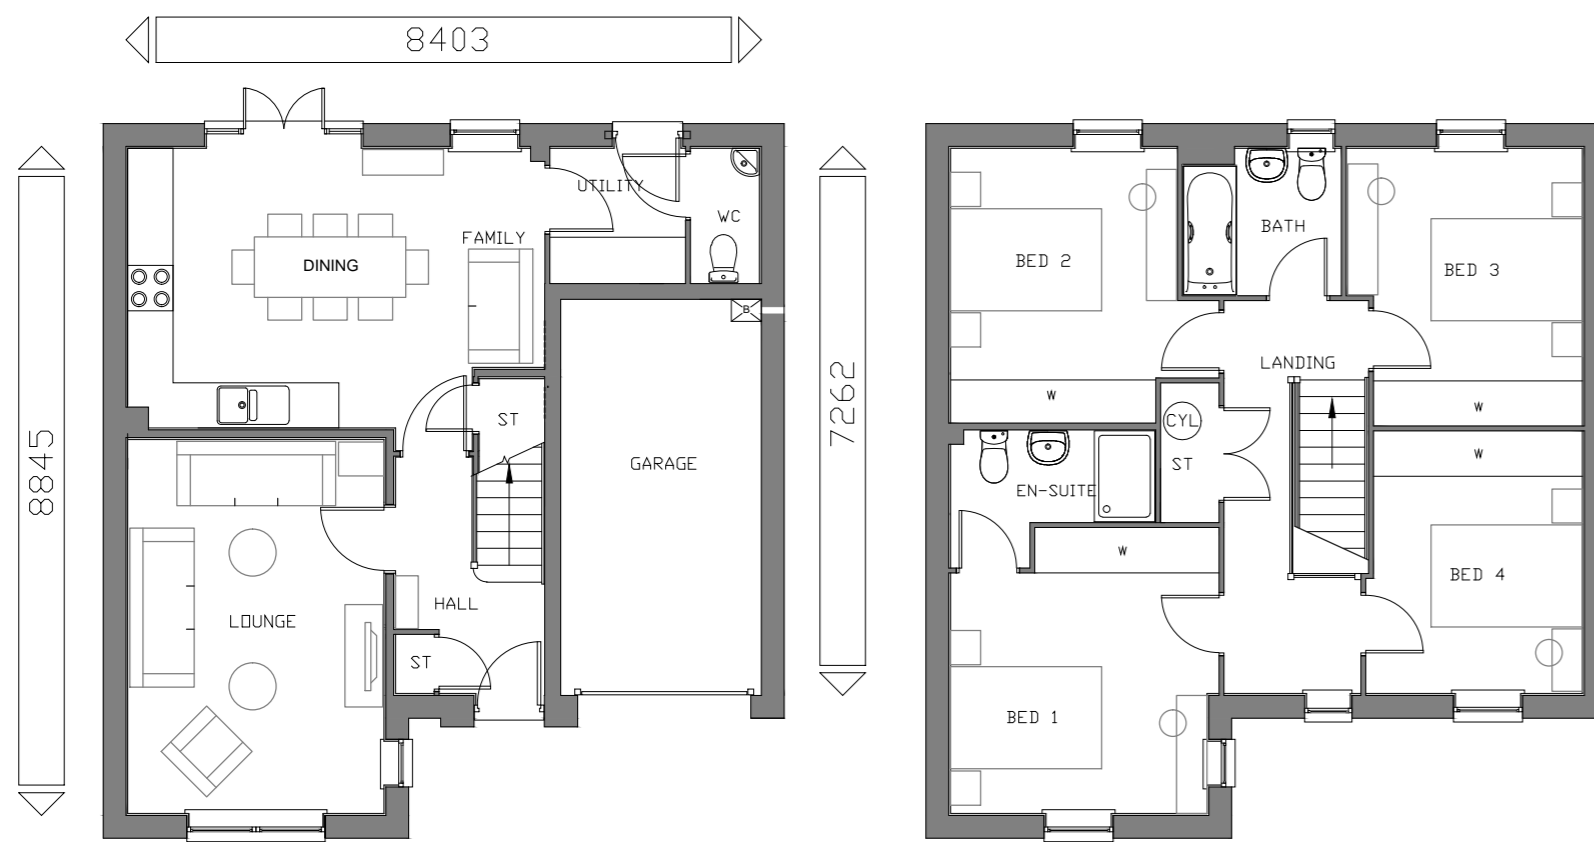 8403
8845
7262
UTILITY
WC
FAMILY
DINING
B
ST
GARAGE
HALL
LOUNGE
ST
BATH
BED 2
BED 3
LANDING
W
W
CYL
ST
W
EN-SUITE
W
BED 4
BED 1